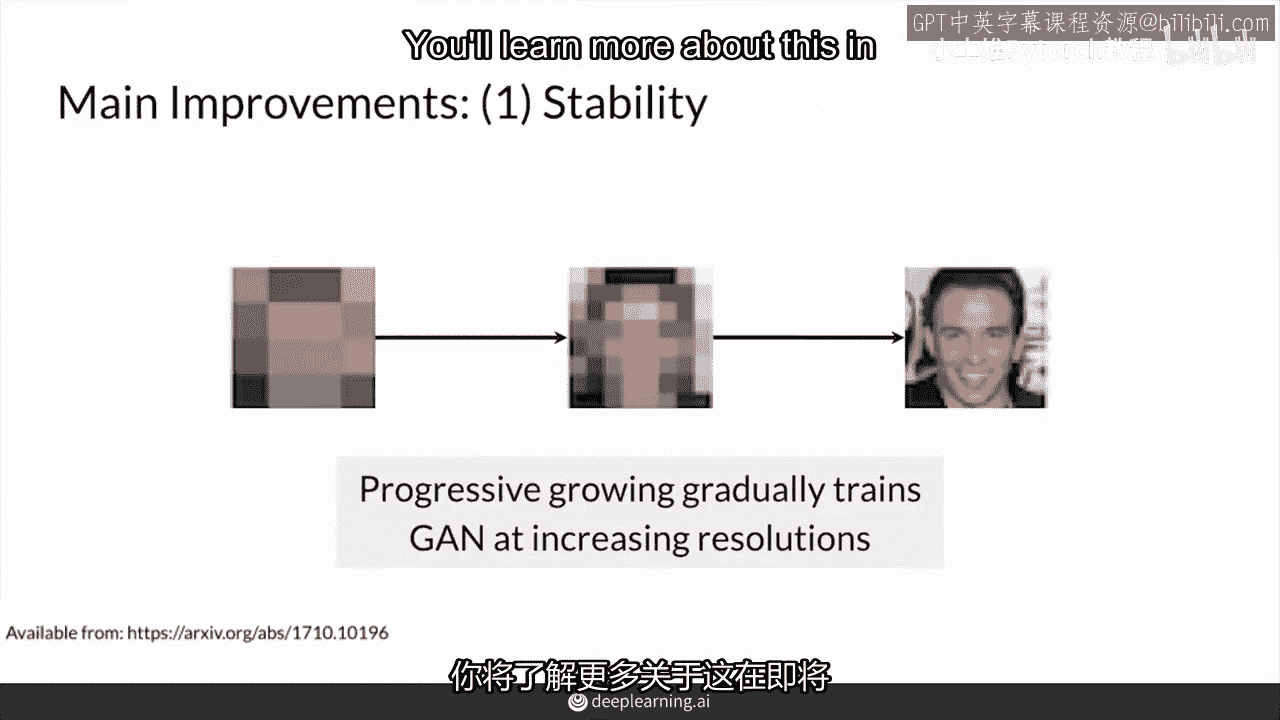 GPT中英字幕课程资源@bilibili.com
You'll learn more about this in
Main Improvements: (1) Stability
Progressive growing gradually trains
GAN at increasing resolutions
Available from: https://arxiv.org/abs/1710.10196
你将了解更多关于这在即将
deeplearning.ai